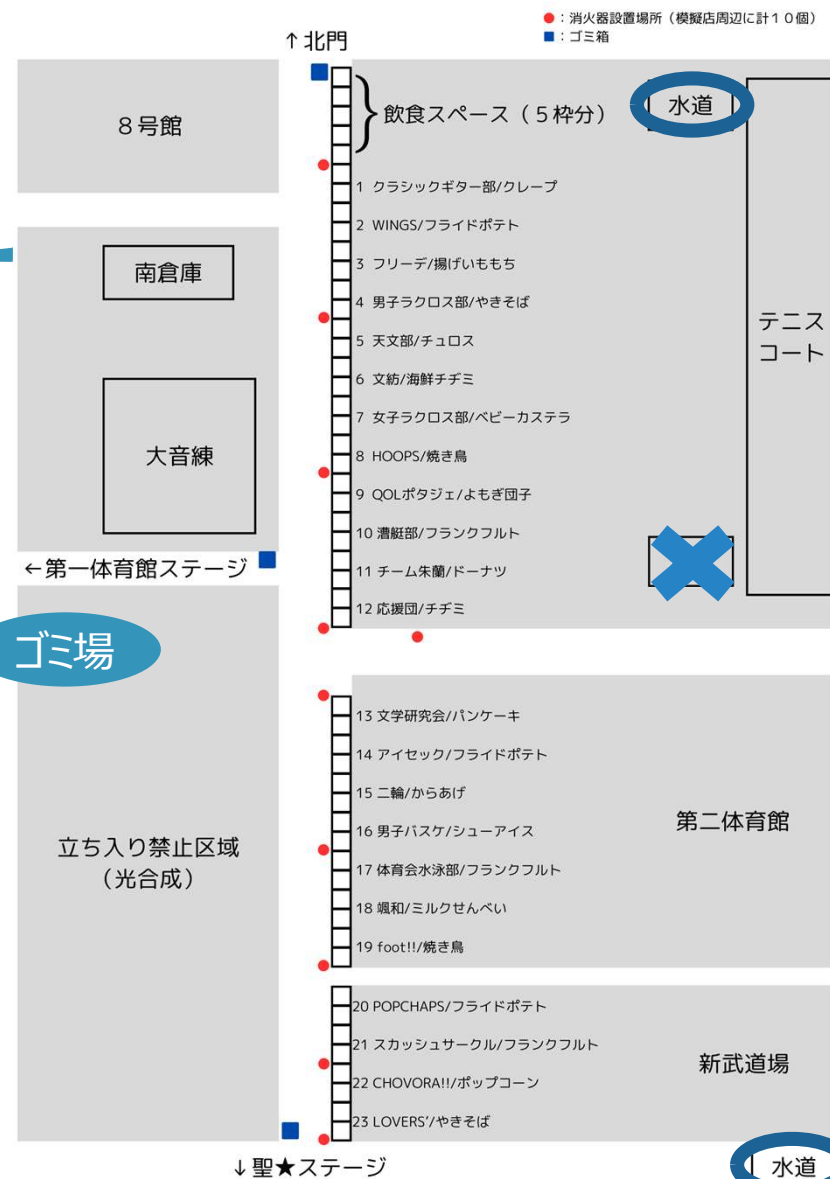 ●：消火器設置場所（模擬店周辺に計１０個）
■：ゴミ箱
↑北門
８号館
飲食スペース（５枠分）
水道
1 クラシックギター部/クレープ
2 WINGS/フライドポテト
南倉庫
3 フリーデ/揚げいももち
4 男子ラクロス部/やきそば
テニス
コート
5 天文部/チュロス
6 文紡/海鮮チヂミ
7 女子ラクロス部/ベビーカステラ
大音練
8 HOOPS/焼き鳥
9 QOLポタジェ/よもぎ団子
10 漕艇部/フランクフルト
←第一体育館ステージ
11 チーム朱蘭/ドーナツ
12 応援団/チヂミ
ゴミ場
13 文学研究会/パンケーキ
14 アイセック/フライドポテト
15 二輪/からあげ
第二体育館
16 男子バスケ/シューアイス
立ち入り禁止区域
（光合成）
17 体育会水泳部/フランクフルト
18 颯和/ミルクせんべい
19 foot!!/焼き鳥
20 POPCHAPS/フライドポテト
21 スカッシュサークル/フランクフルト
新武道場
22 CHOVORA!!/ポップコーン
23 LOVERS'/やきそば
↓聖★ステージ
水道